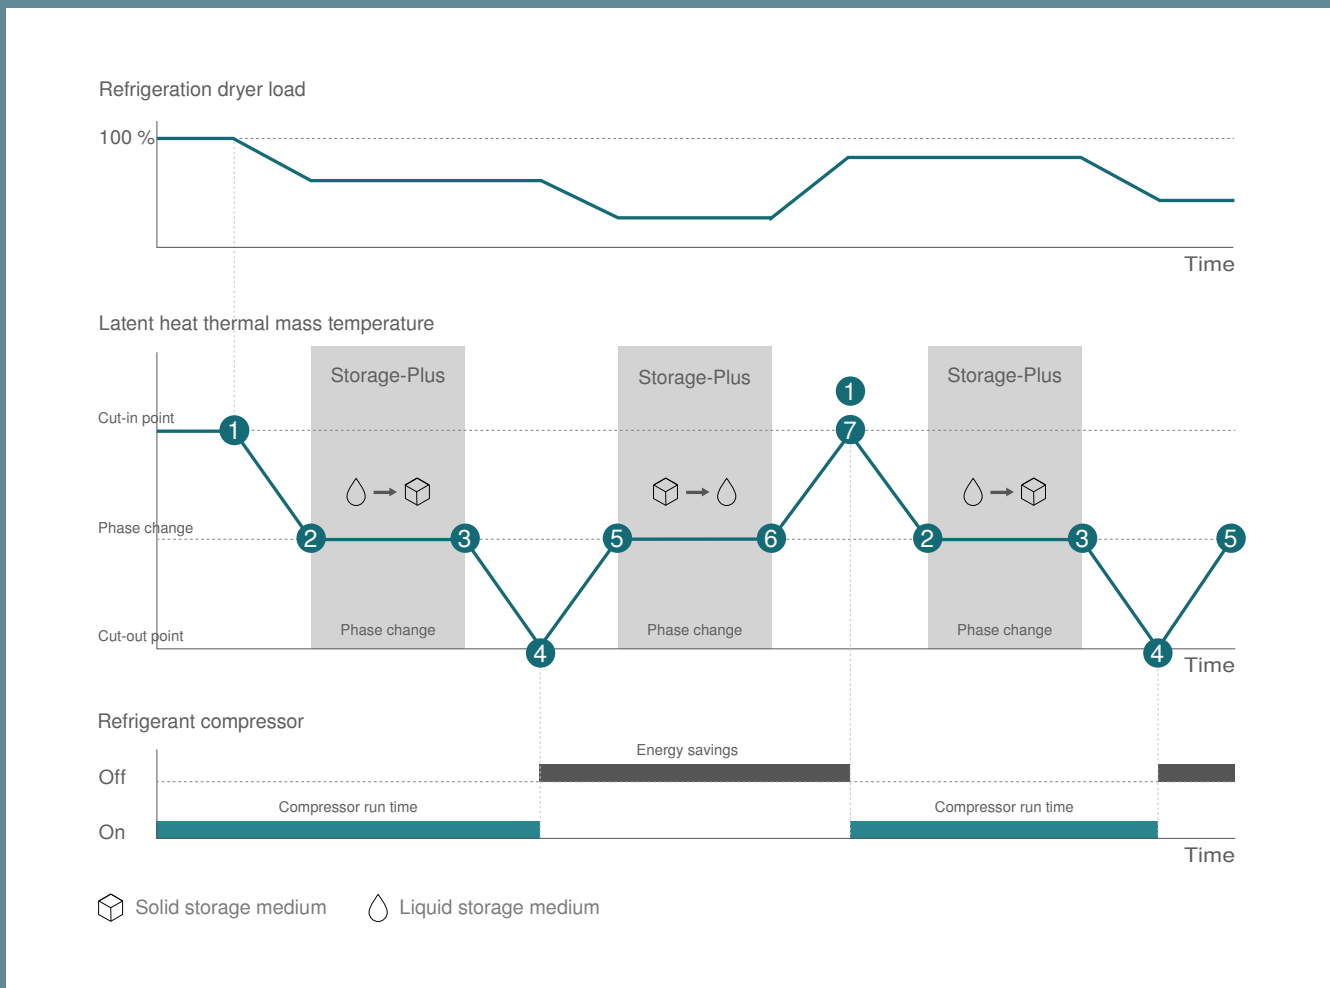 Refrigeration dryer load
100 %
Time
Latent heat thermal mass temperature
Storage-Plus
Storage-Plus
Storage-Plus
1
Cut-in point
1
7
Phase change
2
3
5
6
2
3
5
Cut-out point
Phase change
Phase change
Phase change
4
4
Time
Refrigerant compressor
Energy savings
Off
Compressor run time
Compressor run time
On
Time
Solid storage medium
Liquid storage medium